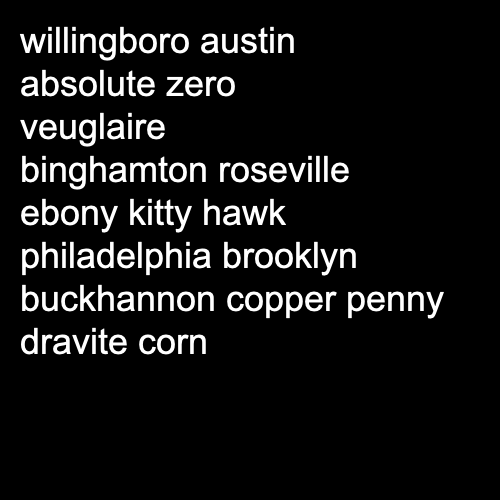 willingboro austin
absolute zero
veuglaire
binghamton roseville
ebony kitty hawk
philadelphia brooklyn
buckhannon copper penny
dravite corn